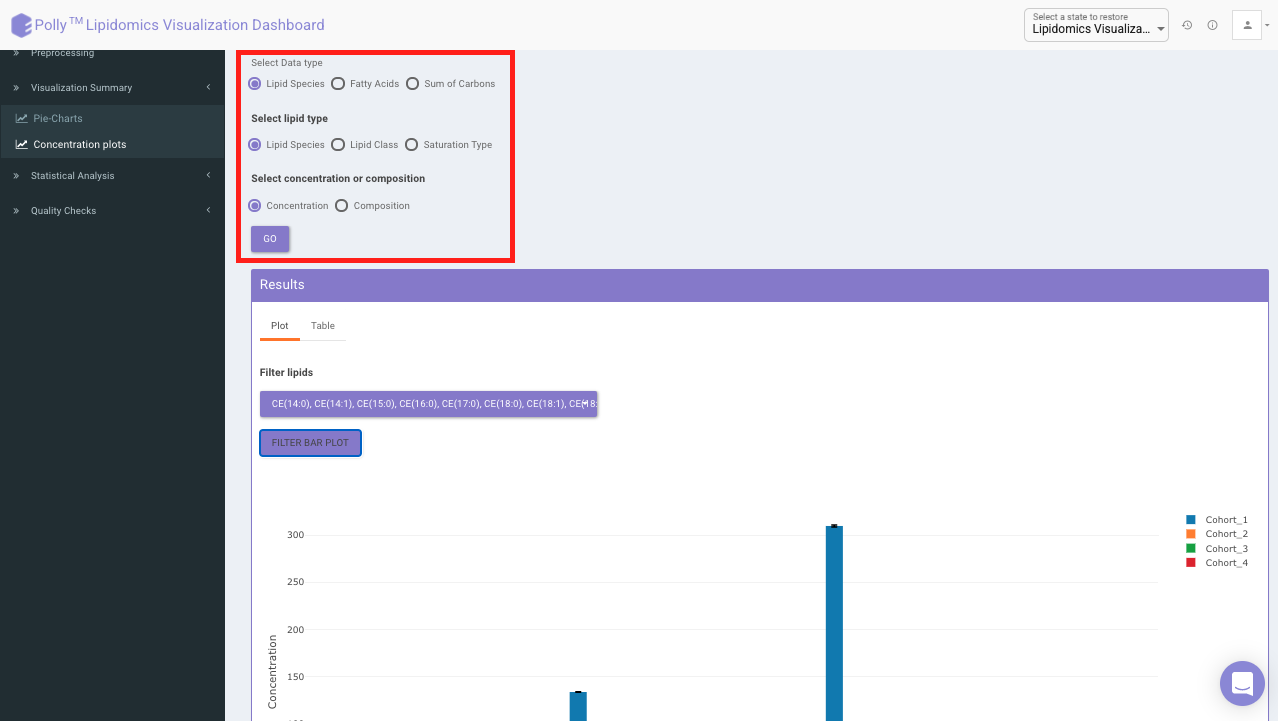 Polly™ Lipidomics Visualization Dashboard
Select a state to restore
Lipidomics Visualiza...
Preprocessing
Visualization Summary
Pie-Charts
Concentration plots
Statistical Analysis
Quality Checks
Select Data type
Lipid Species Fatty Acids Sum of Carbons
Select lipid type
Lipid Species Lipid Class Saturation Type
Select concentration or composition
Concentration Composition
GO
Results
Plot Table
Filter lipids
CE(14:0), CE(14:1), CE(15:0), CE(16:0), CE(17:0), CE(18:0), CE(18:1), CE(18:
FILTER BAR PLOT
300
250
200
150
Concentration
Cohort_1
Cohort_2
Cohort_3
Cohort_4